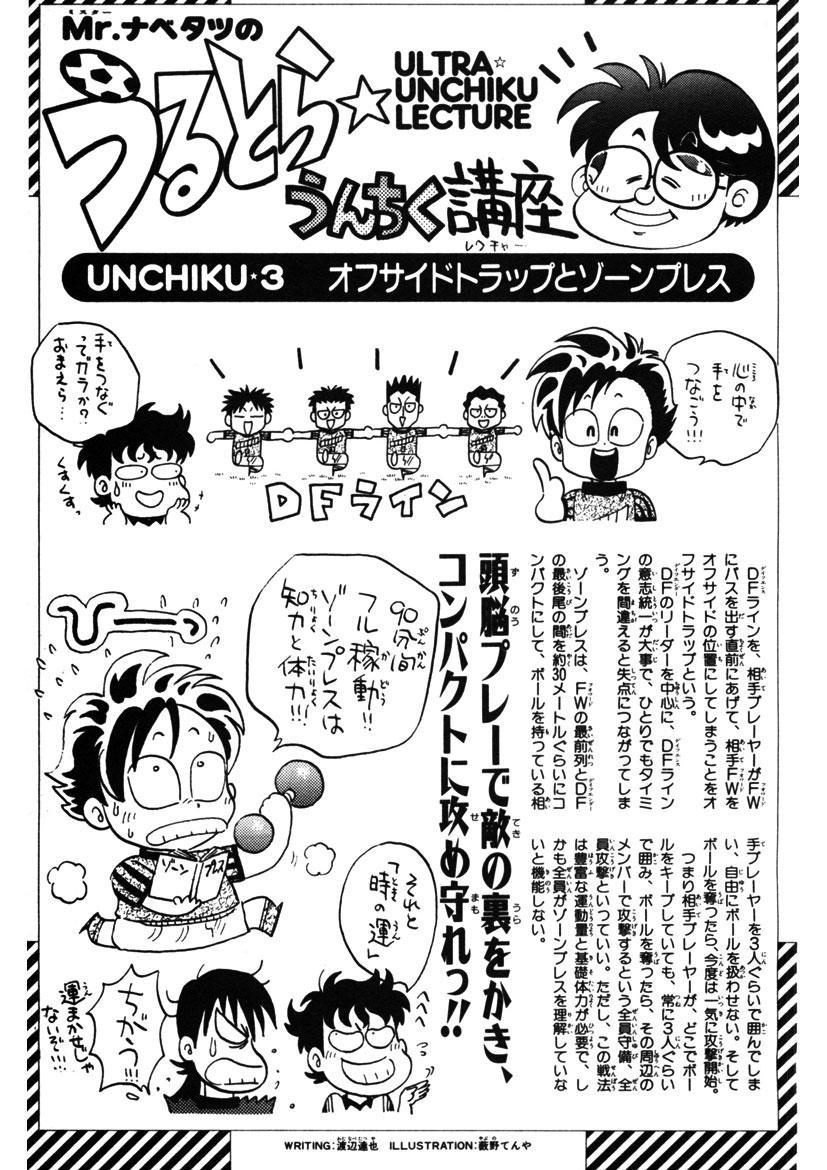 Mr.ナベタツの
うるとら☆
ULTRA☆
UNCHIKU
LECTURE
うんちく講座
UNCHIKU☆3 オフサイドトラップとゾーンプレス
心の中で
手を
つなごう!!!
DFライン
手をつなぐ
ってガラか?
おまえら…
くすくすっ
DFラインを、相手プレーヤーがFW
にパスを出す直前にあげて、相手FWを
オフサイドの位置にしてしまうことをオ
フサイドトラップという。
DFのリーダーを中心に、DFライン
の意志統一が大事で、ひとりでもタイミ
ングを間違えると失点につながってしま
う。
ゾーンプレスは、FWの最前列とDF
の最後尾の間を約30メートルぐらいにコ
ンパクトにして、ボールを持っている相
手プレーヤーを3人ぐらいで囲んでしま
い、自由にボールを扱わせない。そして
ボールを奪ったら、今度は一気に攻撃開始。
つまり相手プレーヤーが、どこでボー
ルをキープしていても、常に3人ぐらい
で囲み、ボールを奪ったら、その周辺の
メンバーで攻撃するという全員守備、全
員攻撃といっていい。ただし、この戦法
は豊富な運動量と基礎体力が必要で、し
かも全員がゾーンプレスを理解していな
いと機能しない。
頭脳プレーで敵の裏をかき、
コンパクトに攻め守れっ!!
90分間
フル稼動!!
ゾーンプレスは
知力と体力!!!
ひーーっ
ゾーン
プレス
それと
「時の運」
へへへっ
ちがうっ!
運まかせじゃ
ないぞ!!!
WRITING:渡辺達也 ILLUSTRATION:藪野てんや